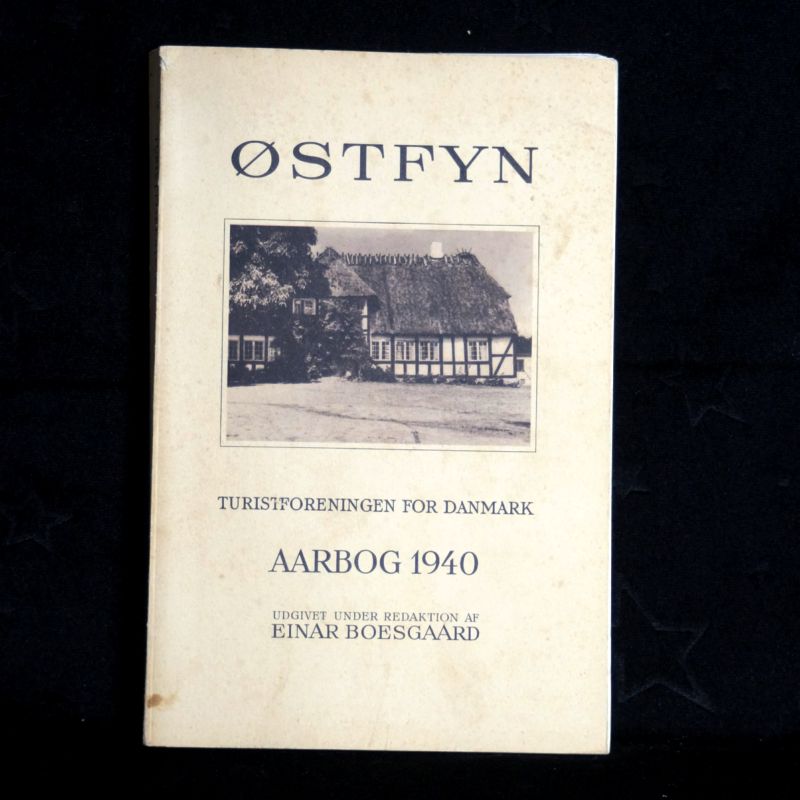 ØSTFYN
TURISTFORENINGEN FOR DANMARK
AARBOG 1940
UDGIVET UNDER REDAKTION AF
EINAR BOESGAARD